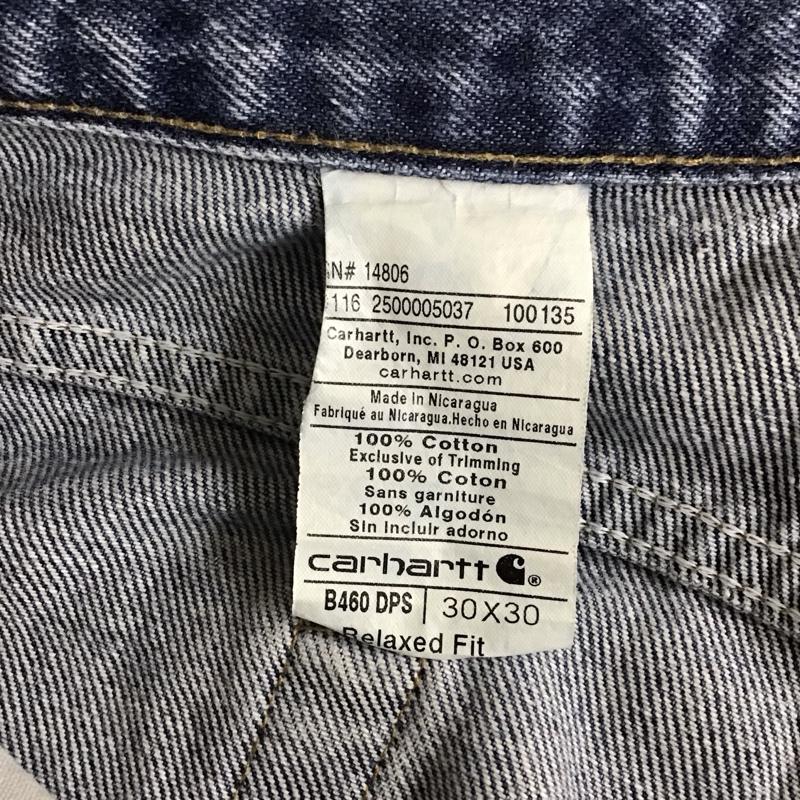 RN# 14806
116 2500005037 100135
Carhartt, Inc. P. O. Box 600
Dearborn, MI 48121 USA
carhartt.com
Made in Nicaragua
Fabriqué au Nicaragua.Hecho en Nicaragua
100% Cotton
Exclusive of Trimming
100% Coton
Sans garniture
100% Algodón
Sin incluir adorno
carhartt ®
B460 DPS | 30X30
Relaxed Fit